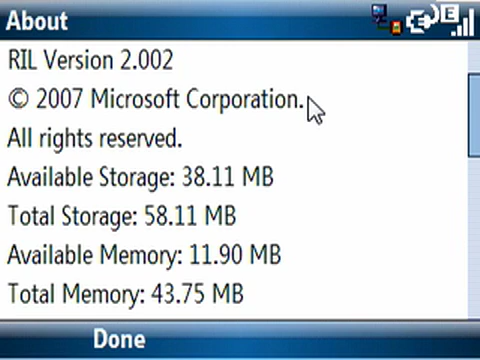 About
E
RIL Version 2.002
© 2007 Microsoft Corporation.
All rights reserved.
Available Storage: 38.11 MB
Total Storage: 58.11 MB
Available Memory: 11.90 MB
Total Memory: 43.75 MB
Done